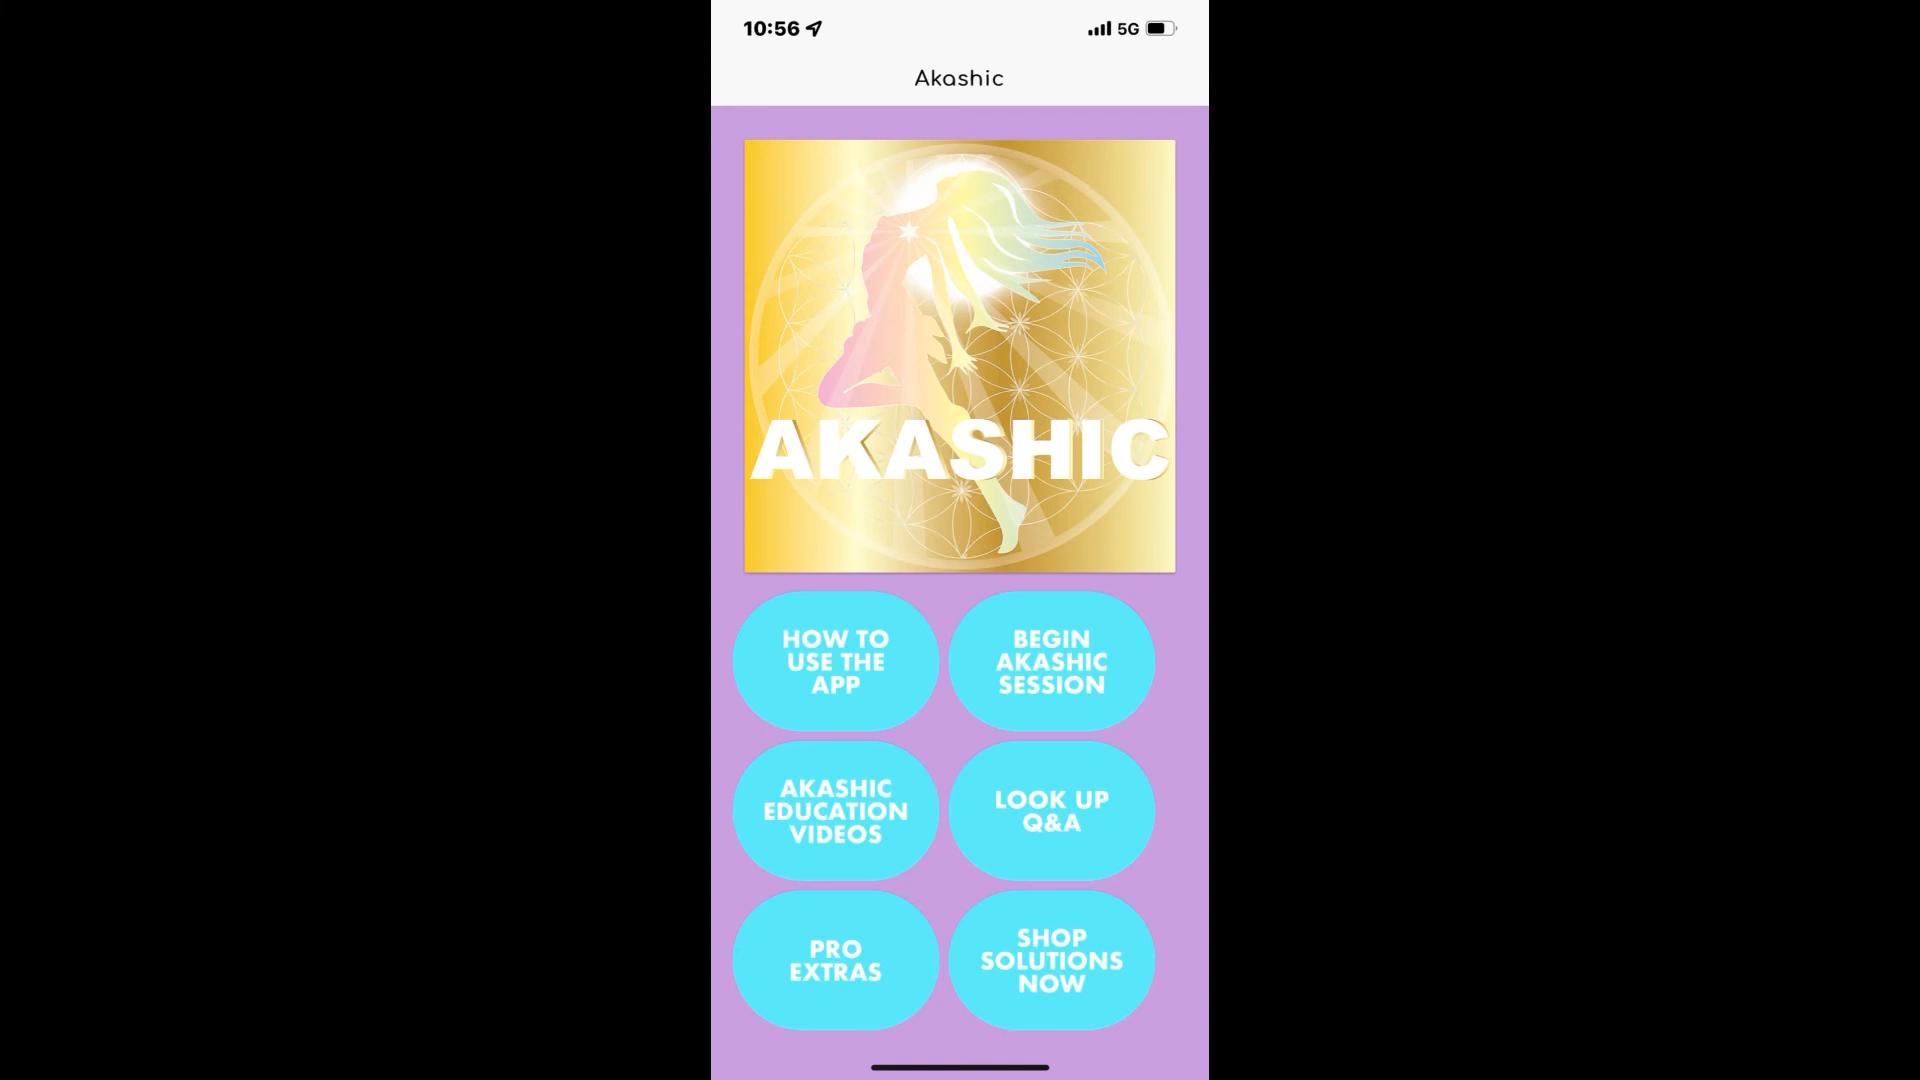 10:56
5G
Akashic
AKASHIC
HOW TO
USE THE
APP
BEGIN
AKASHIC
SESSION
AKASHIC
EDUCATION
VIDEOS
LOOK UP
Q&A
PRO
EXTRAS
SHOP
SOLUTIONS
NOW